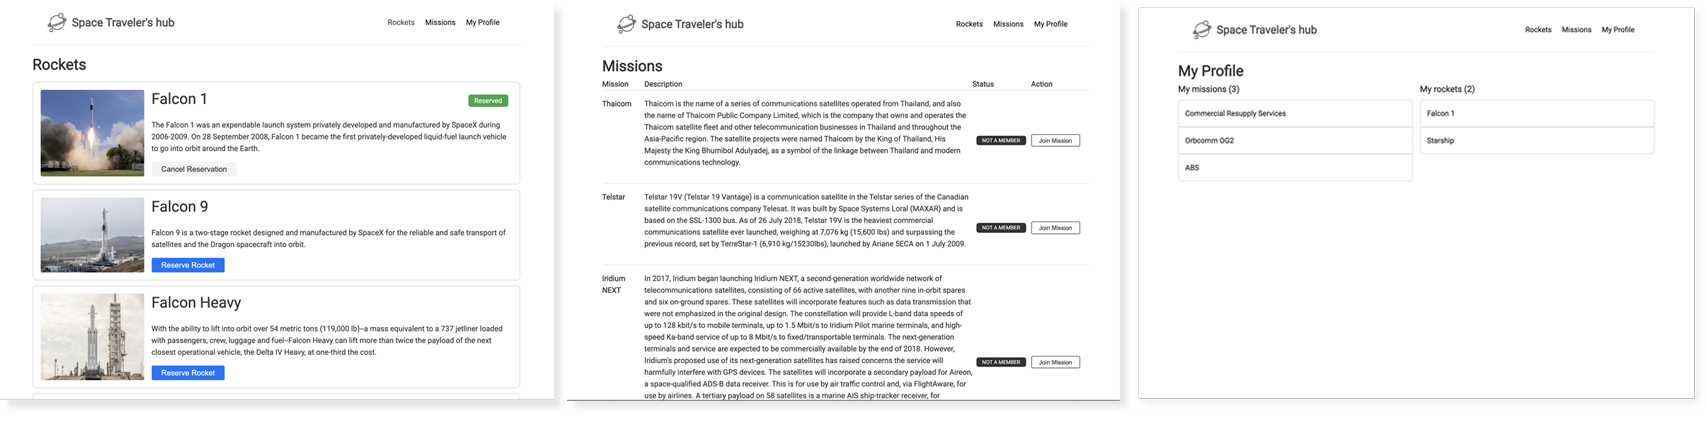 Space Traveler's hub
Rockets Missions My Profile
Rockets
Falcon 1
Reserved
The Falcon 1 was an expendable launch system privately developed and manufactured by SpaceX during
2006-2009. On 28 September 2008, Falcon 1 became the first privately-developed liquid-fuel launch vehicle
to go into orbit around the Earth.
Cancel Reservation
Falcon 9
Falcon 9 is a two-stage rocket designed and manufactured by SpaceX for the reliable and safe transport of
satellites and the Dragon spacecraft into orbit.
Reserve Rocket
Falcon Heavy
With the ability to lift into orbit over 54 metric tons (119,000 lb)–a mass equivalent to a 737 jetliner loaded
with passengers, crew, luggage and fuel–Falcon Heavy can lift more than twice the payload of the next
closest operational vehicle, the Delta IV Heavy, at one-third the cost.
Reserve Rocket
Space Traveler's hub
Rockets Missions My Profile
Missions
Mission Description Status Action
Thaicom
Thaicom is the name of a series of communications satellites operated from Thailand, and also
the name of Thaicom Public Company Limited, which is the company that owns and operates the
Thaicom satellite fleet and other telecommunication businesses in Thailand and throughout the
Asia-Pacific region. The satellite projects were named Thaicom by the King of Thailand, His
Majesty the King Bhumibol Adulyadej, as a symbol of the linkage between Thailand and modern
communications technology.
NOT A MEMBER
Join Mission
Telstar
Telstar 19V (Telstar 19 Vantage) is a communication satellite in the Telstar series of the Canadian
satellite communications company Telesat. It was built by Space Systems Loral (MAXAR) and is
based on the SSL-1300 bus. As of 26 July 2018, Telstar 19V is the heaviest commercial
communications satellite ever launched, weighing at 7,076 kg (15,600 lbs) and surpassing the
previous record, set by TerreStar-1 (6,910 kg/15230lbs), launched by Ariane 5ECA on 1 July 2009.
NOT A MEMBER
Join Mission
Iridium
NEXT
In 2017, Iridium began launching Iridium NEXT, a second-generation worldwide network of
telecommunications satellites, consisting of 66 active satellites, with another nine in-orbit spares
and six on-ground spares. These satellites will incorporate features such as data transmission that
were not emphasized in the original design. The constellation will provide L-band data speeds of
up to 128 kbit/s to mobile terminals, up to 1.5 Mbit/s to Iridium Pilot marine terminals, and high-
speed Ka-band service of up to 8 Mbit/s to fixed/transportable terminals. The next-generation
terminals and service are expected to be commercially available by the end of 2018. However,
Iridium's proposed use of its next-generation satellites has raised concerns the service will
harmfully interfere with GPS devices. The satellites will incorporate a secondary payload for Aireon,
a space-qualified ADS-B data receiver. This is for use by air traffic control and, via FlightAware, for
use by airlines. A tertiary payload on 58 satellites is a marine AIS ship-tracker receiver, for
NOT A MEMBER
Join Mission
Space Traveler's hub
Rockets Missions My Profile
My Profile
My missions (3)
Commercial Resupply Services
Orbcomm OG2
ABS
My rockets (2)
Falcon 1
Starship